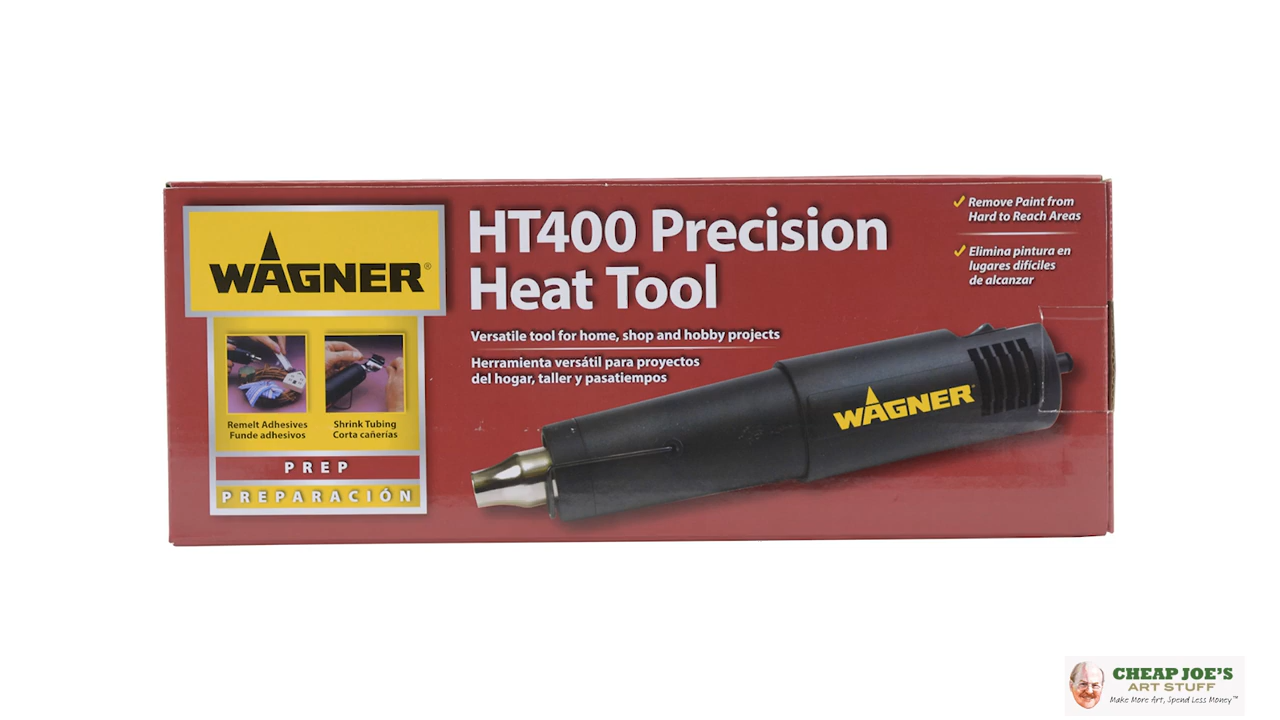 WAGNER®
HT400 Precision
Heat Tool
Versatile tool for home, shop and hobby projects
Herramienta versátil para proyectos
del hogar, taller y pasatiempos
Remove Paint from
Hard to Reach Areas
Elimina pintura en
lugares difíciles
de alcanzar
Remelt Adhesives
Funde adhesivos
Shrink Tubing
Corta cañerías
PREP
PREPARACIÓN
WAGNER
CHEAP JOE'S
ART STUFF
Make More Art, Spend Less Money™